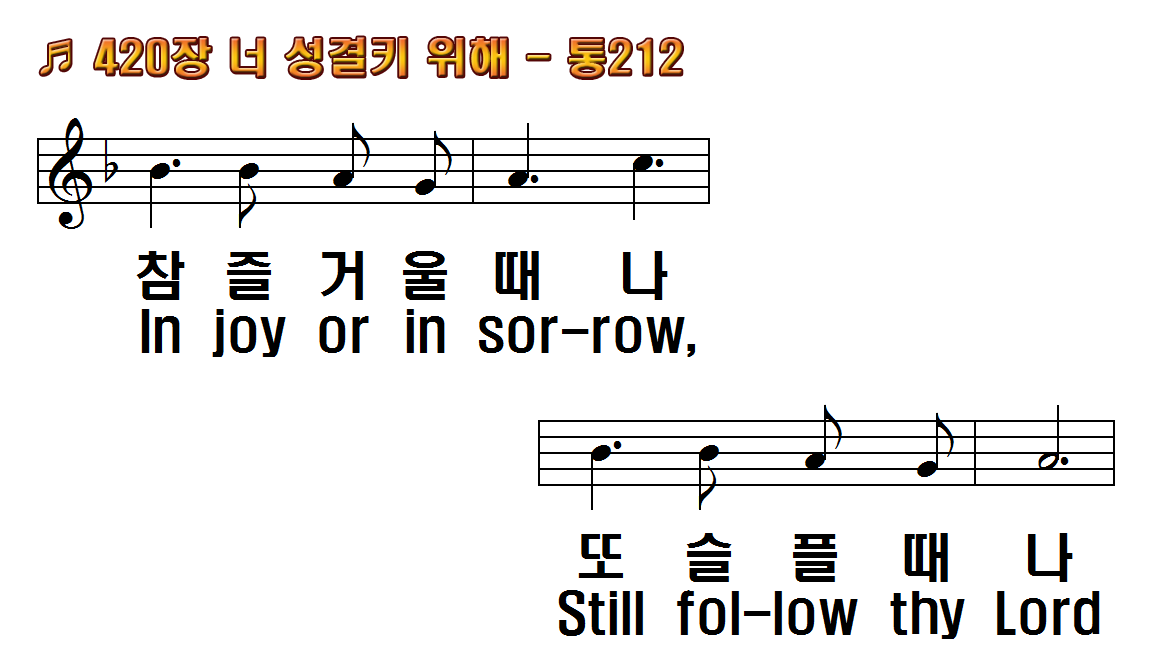 ♬ 420장 너 성결키 위해 - 통212
참 즐 거 울 때 나
In joy or in sor-row,
또 슬 플 때 나
Still fol-low thy Lord